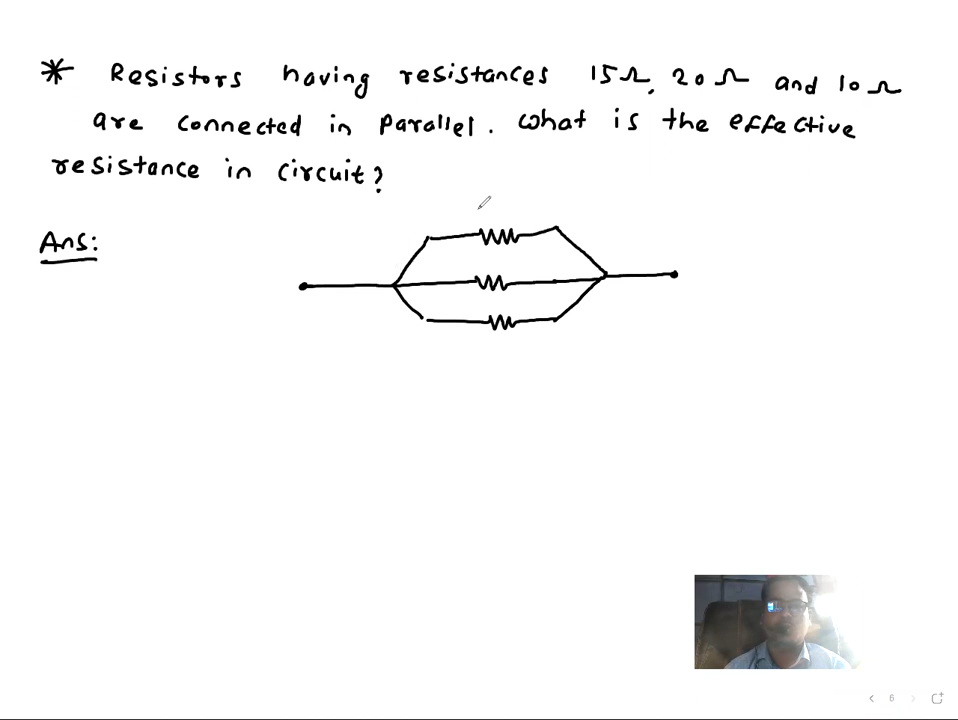 * Resistors having resistances 15Ω, 20Ω and 10Ω
are connected in parallel. What is the effective
resistance in circuit?
Ans:
6